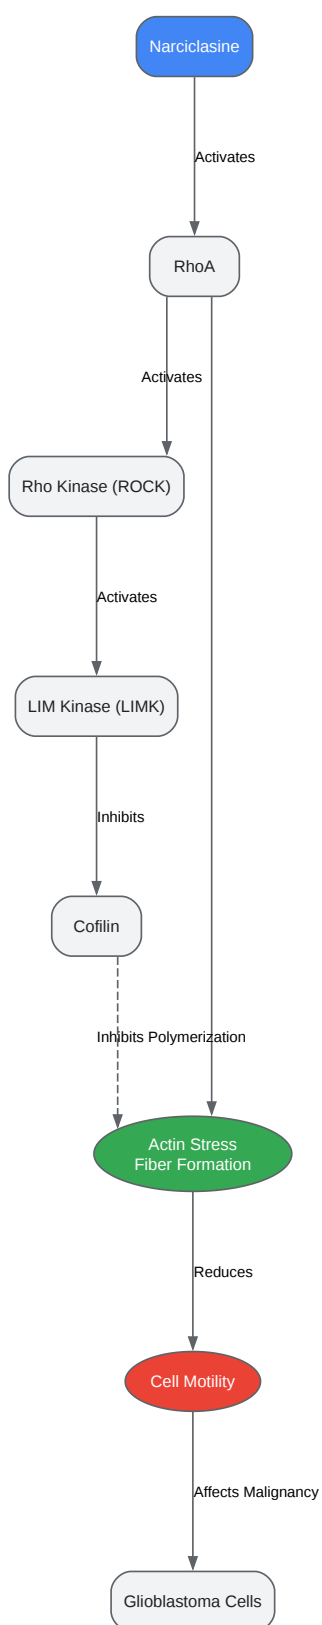 Narciclasine
Activates
RhoA
Activates
Rho Kinase (ROCK)
Activates
LIM Kinase (LIMK)
Inhibits
Cofilin
Inhibits Polymerization
Actin Stress
Fiber Formation
Reduces
Cell Motility
Affects Malignancy
Glioblastoma Cells